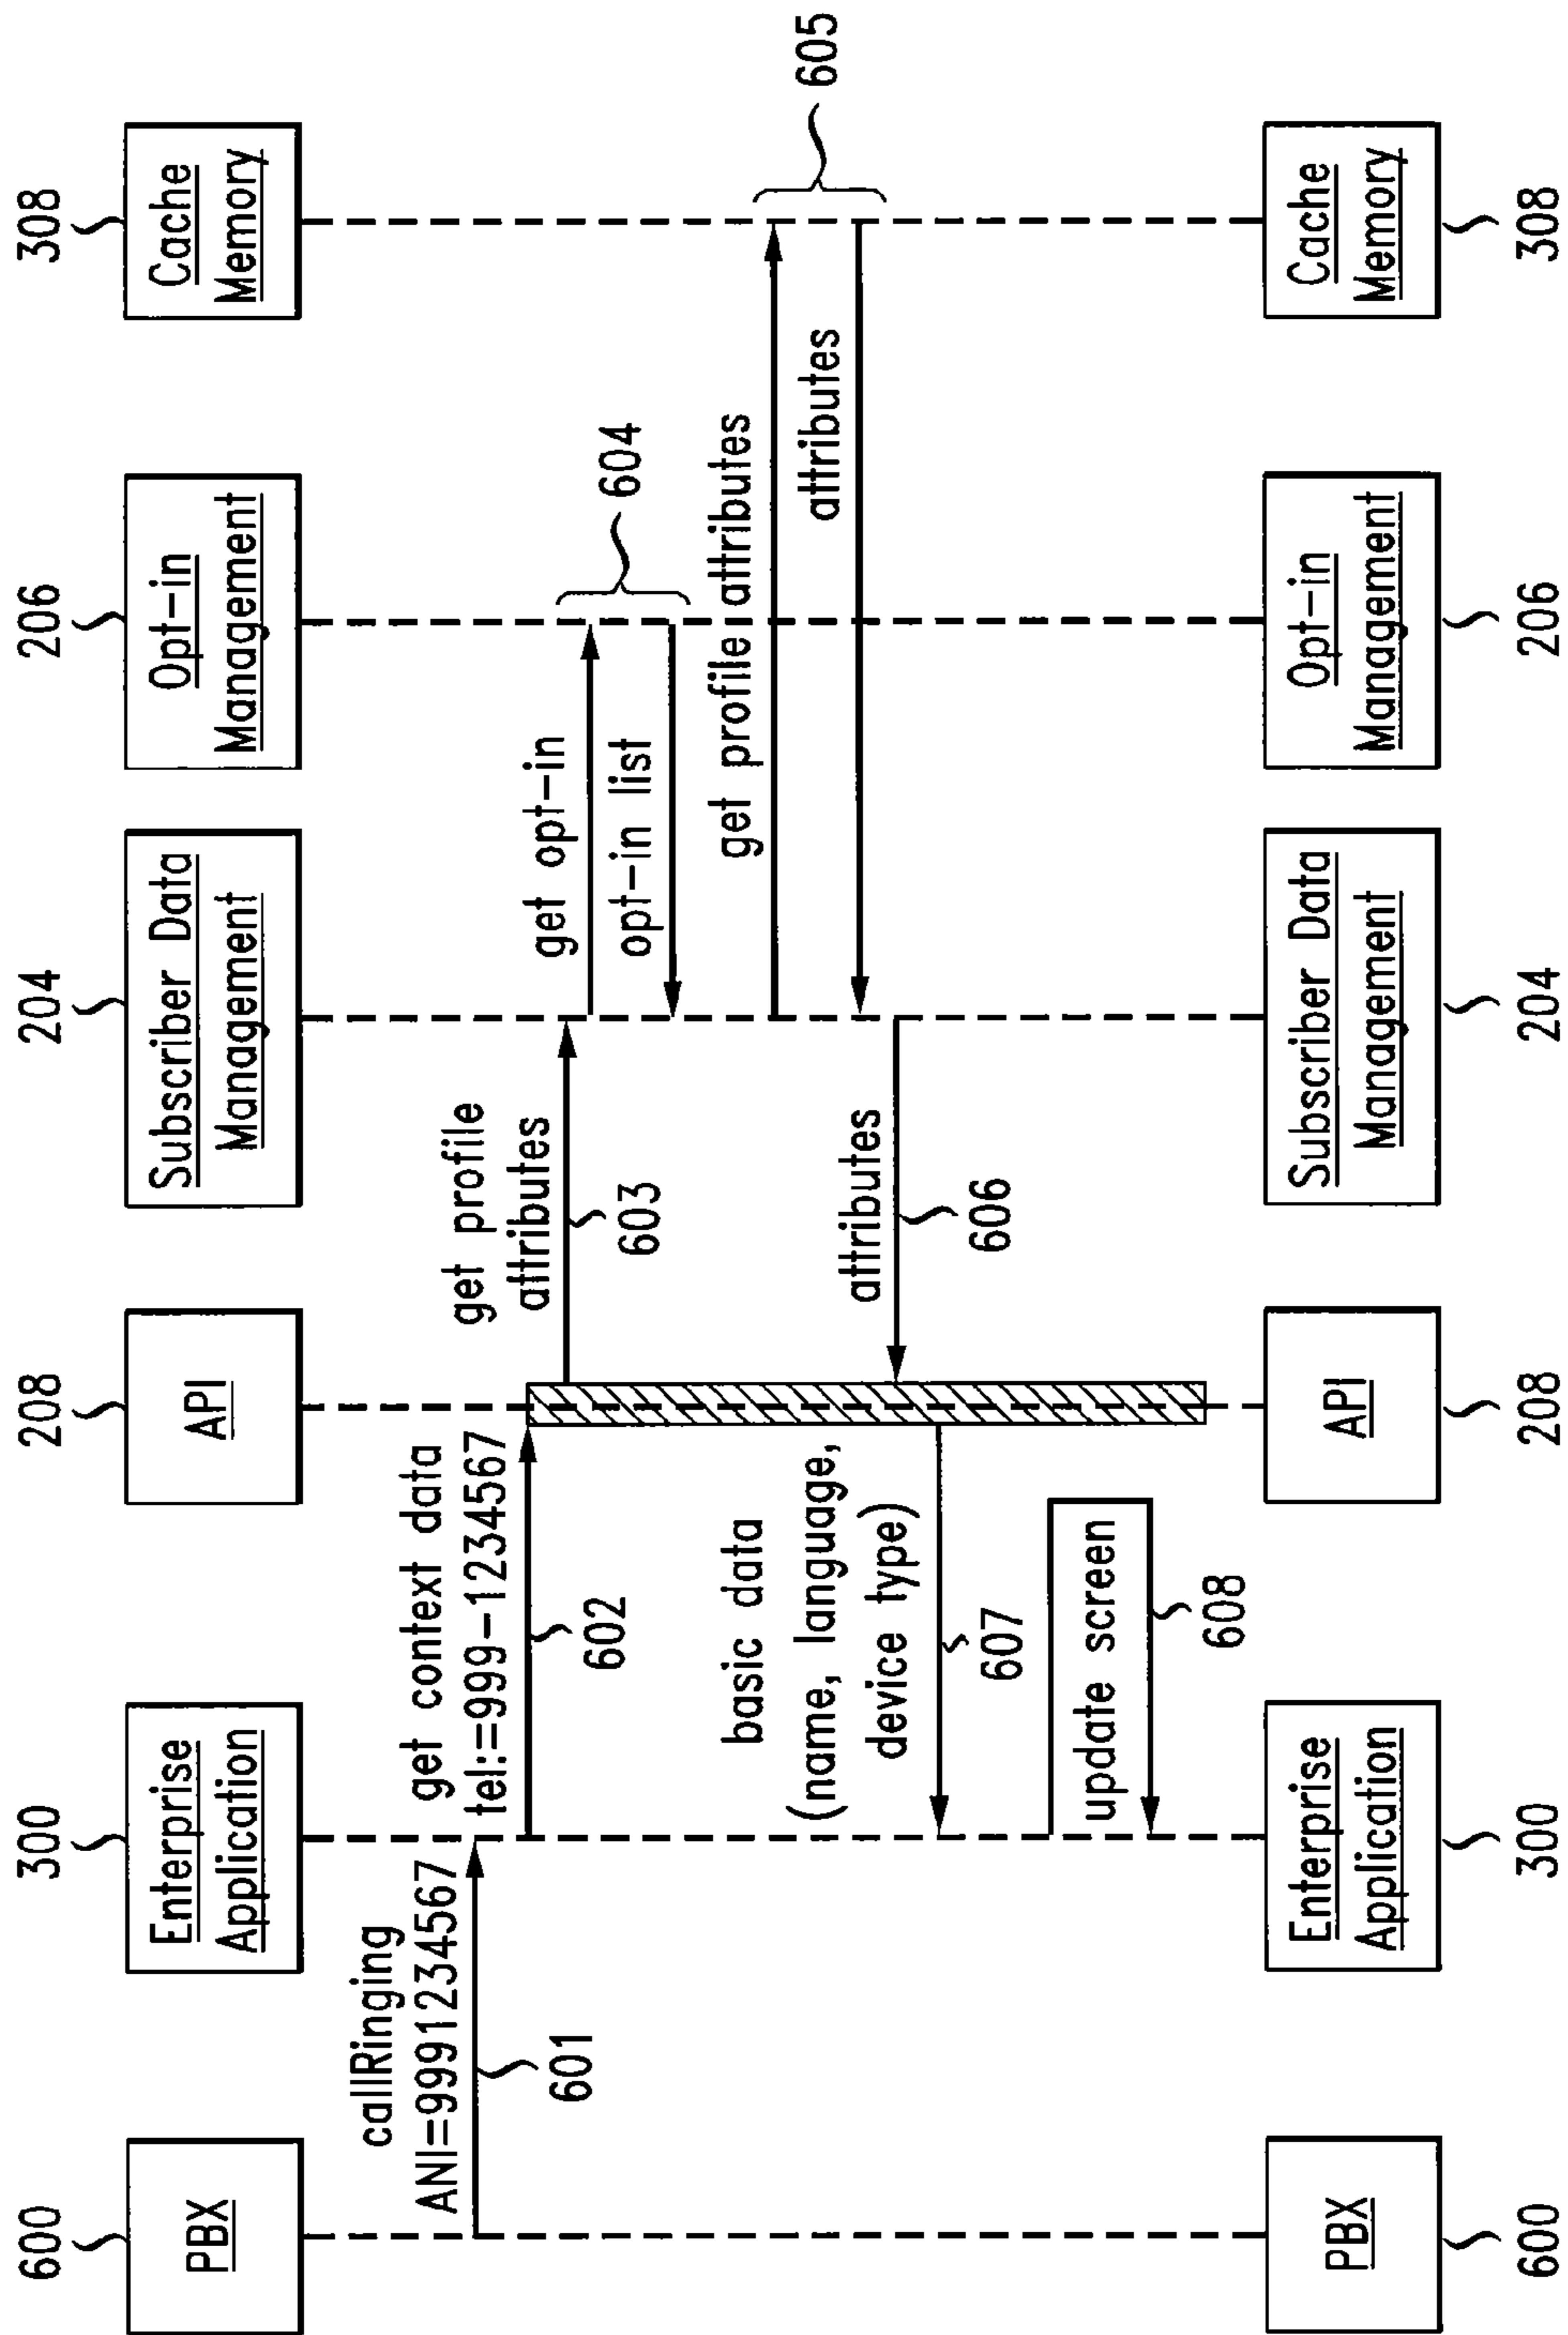 600
300
208
204
206
308
PBX
Enterprise
Application
API
Subscriber Data
Management
Opt-in
Management
Cache
Memory
callRinging
ANI=9991234567
601
get context data
tel:=999-1234567
602
get profile
attributes
603
get opt-in
opt-in list
604
get profile attributes
attributes
605
attributes
606
basic data
(name, language,
device type)
607
update screen
608
PBX
Enterprise
Application
API
Subscriber Data
Management
Opt-in
Management
Cache
Memory
600
300
208
204
206
308